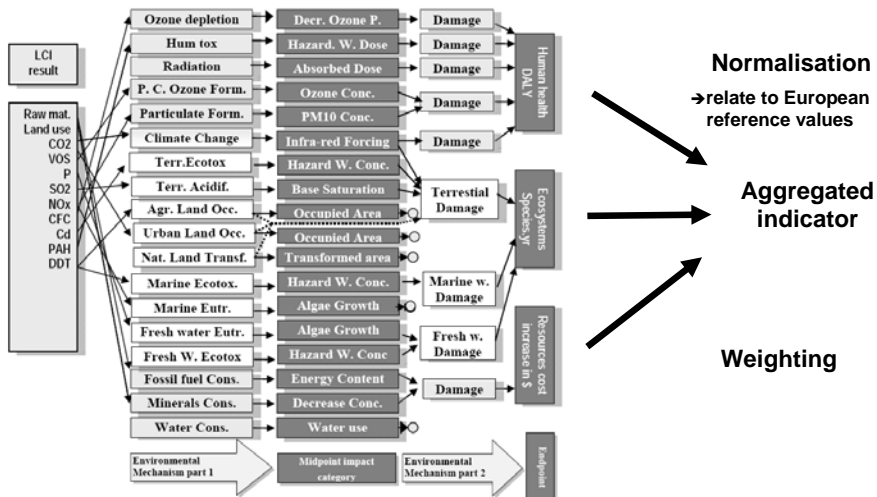 LCI
result
Raw mat.
Land use
CO2
VOS
P
SO2
NOx
CFC
Cd
PAH
DDT
Ozone depletion
Hum tox
Radiation
P. C. Ozone Form.
Particulate Form.
Climate Change
Terr.Ecotox
Terr. Acidif.
Agr. Land Occ.
Urban Land Occ.
Nat. Land Transf.
Marine Ecotox.
Marine Eutr.
Fresh water Eutr.
Fresh W. Ecotox
Fossil fuel Cons.
Minerals Cons.
Water Cons.
Decr. Ozone P.
Hazard. W. Dose
Absorbed Dose
Ozone Conc.
PM10 Conc.
Infra-red Forcing
Hazard W. Conc.
Base Saturation
Occupied Area
Occupied Area
Transformed area
Hazard W. Conc.
Algae Growth
Algae Growth
Hazard W. Conc
Energy Content
Decrease Conc.
Water use
Damage
Damage
Damage
Damage
Damage
Terrestial
Damage
Marine w.
Damage
Fresh w.
Damage
Damage
Human health
DALY
Ecosystems
Species.yr
Resources cost
increase in $
Environmental
Mechanism part 1
Midpoint impact
category
Environmental
Mechanism part 2
Endpoint
Normalisation
➔relate to European
reference values
Aggregated
indicator
Weighting